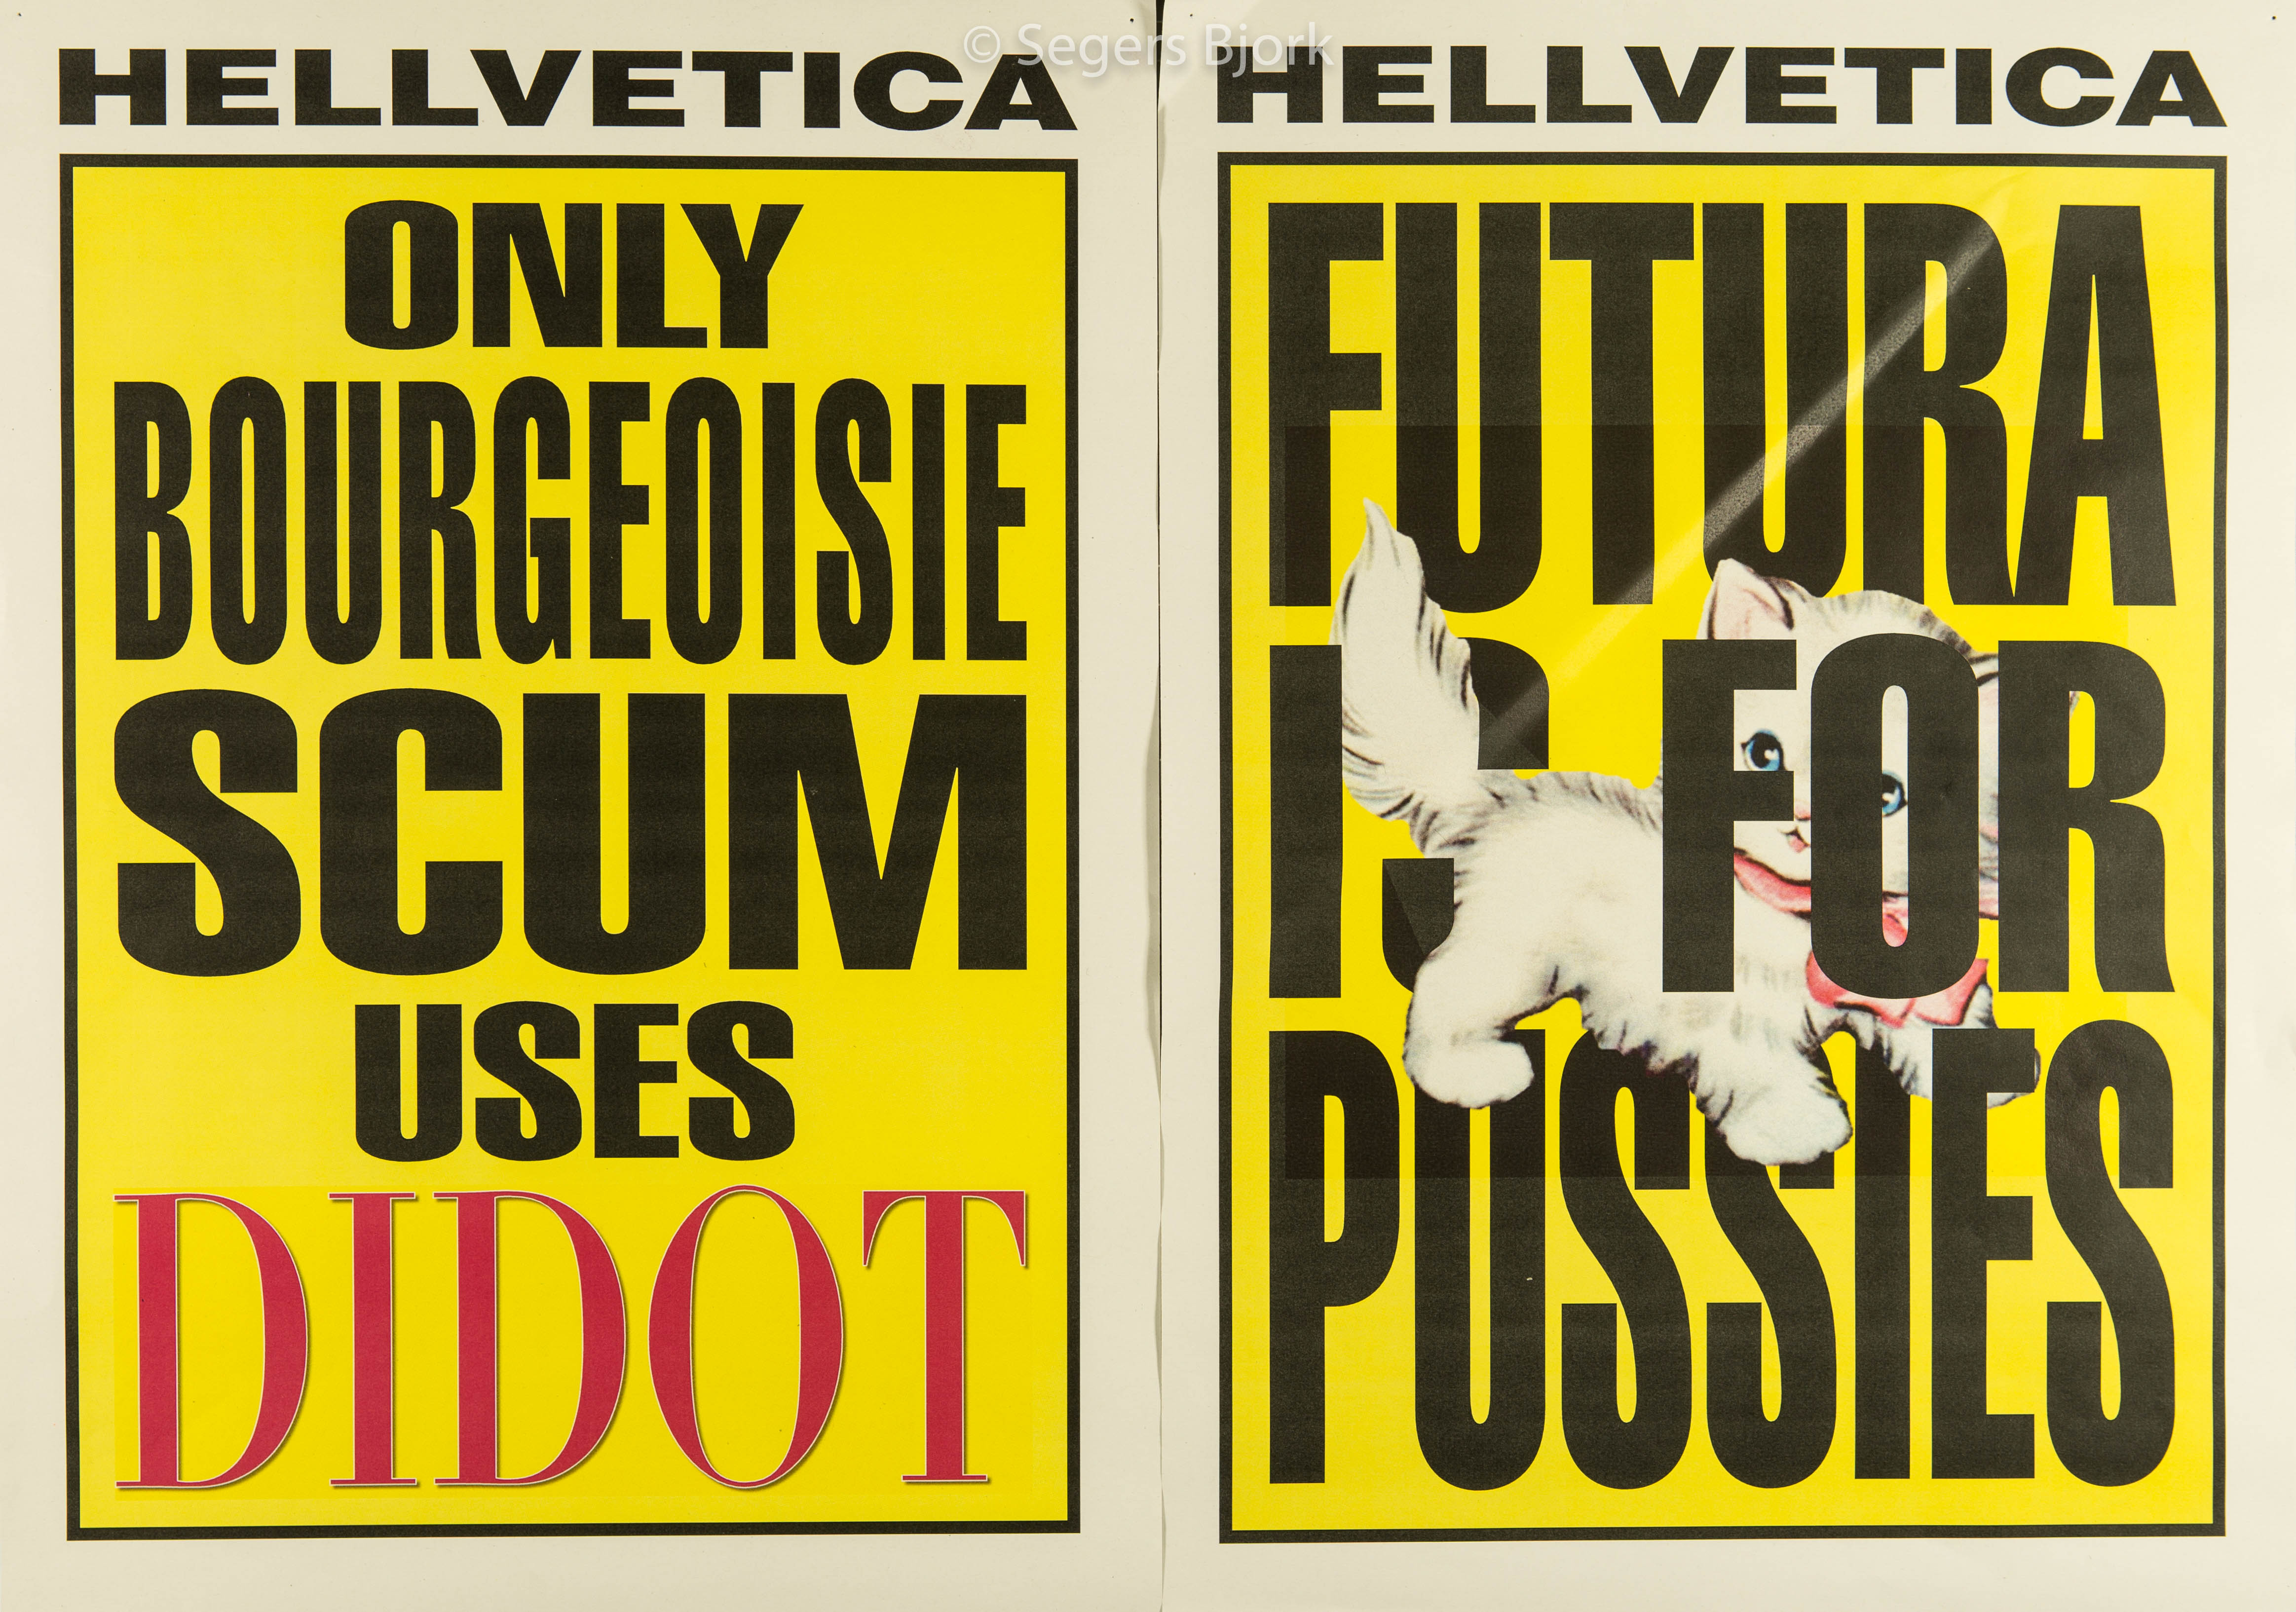 © Segers Bjork
HELLVETICA
ONLY
BOURGEOISIE
SCUM
USES
DIDOT
HELLVETICA
FUTURA
IS FOR
PUSSIES